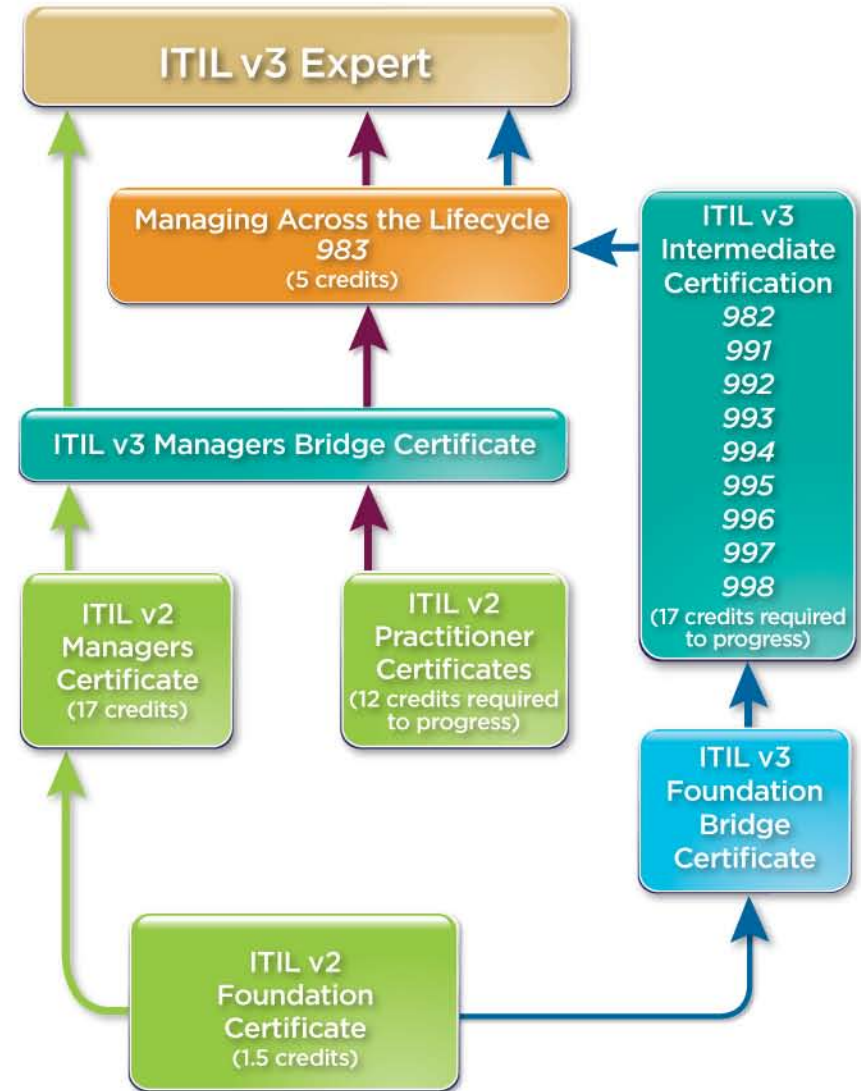 ITIL v3 Expert
Managing Across the Lifecycle
983
(5 credits)
ITIL v3
Intermediate
Certification
982
991
992
993
994
995
996
997
998
(17 credits required
to progress)
ITIL v3 Managers Bridge Certificate
ITIL v2
Managers
Certificate
(17 credits)
ITIL v2
Practitioner
Certificates
(12 credits required
to progress)
ITIL v3
Foundation
Bridge
Certificate
ITIL v2
Foundation
Certificate
(1.5 credits)